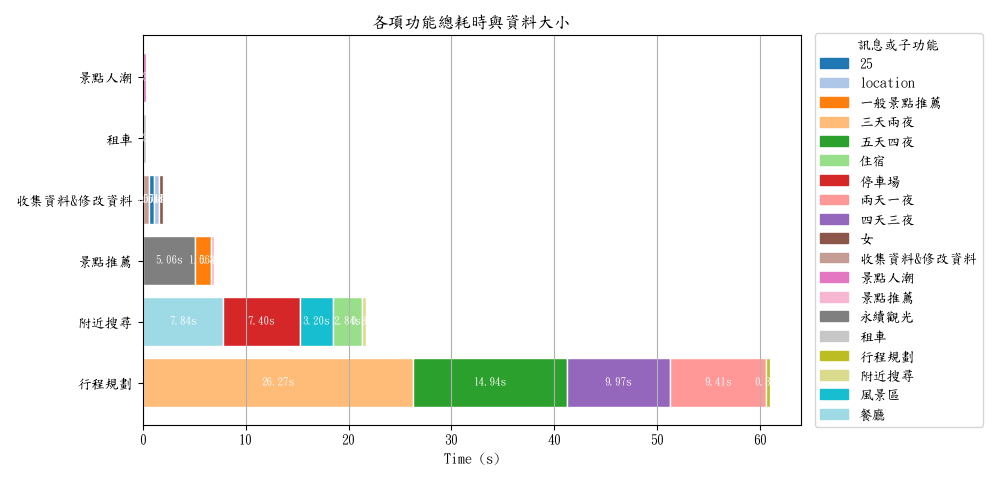 各項功能總耗時與資料大小
景點人潮
租車
收集資料&修改資料
景點推薦
5.06s
附近搜尋
7.84s
7.40s
3.20s
2.84s
行程規劃
26.27s
14.94s
9.97s
9.41s
0 10 20 30 40 50 60
Time (s)
訊息或子功能
25
location
一般景點推薦
三天兩夜
五天四夜
住宿
停車場
兩天一夜
四天三夜
女
收集資料&修改資料
景點人潮
景點推薦
永續觀光
租車
行程規劃
附近搜尋
風景區
餐廳